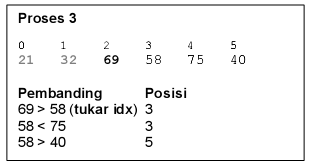 Proses 3
0 1 2 3 4 5
21 32 69 58 75 40
Pembanding Posisi
69 > 58 (tukar idx) 3
58 < 75 3
58 > 40 5